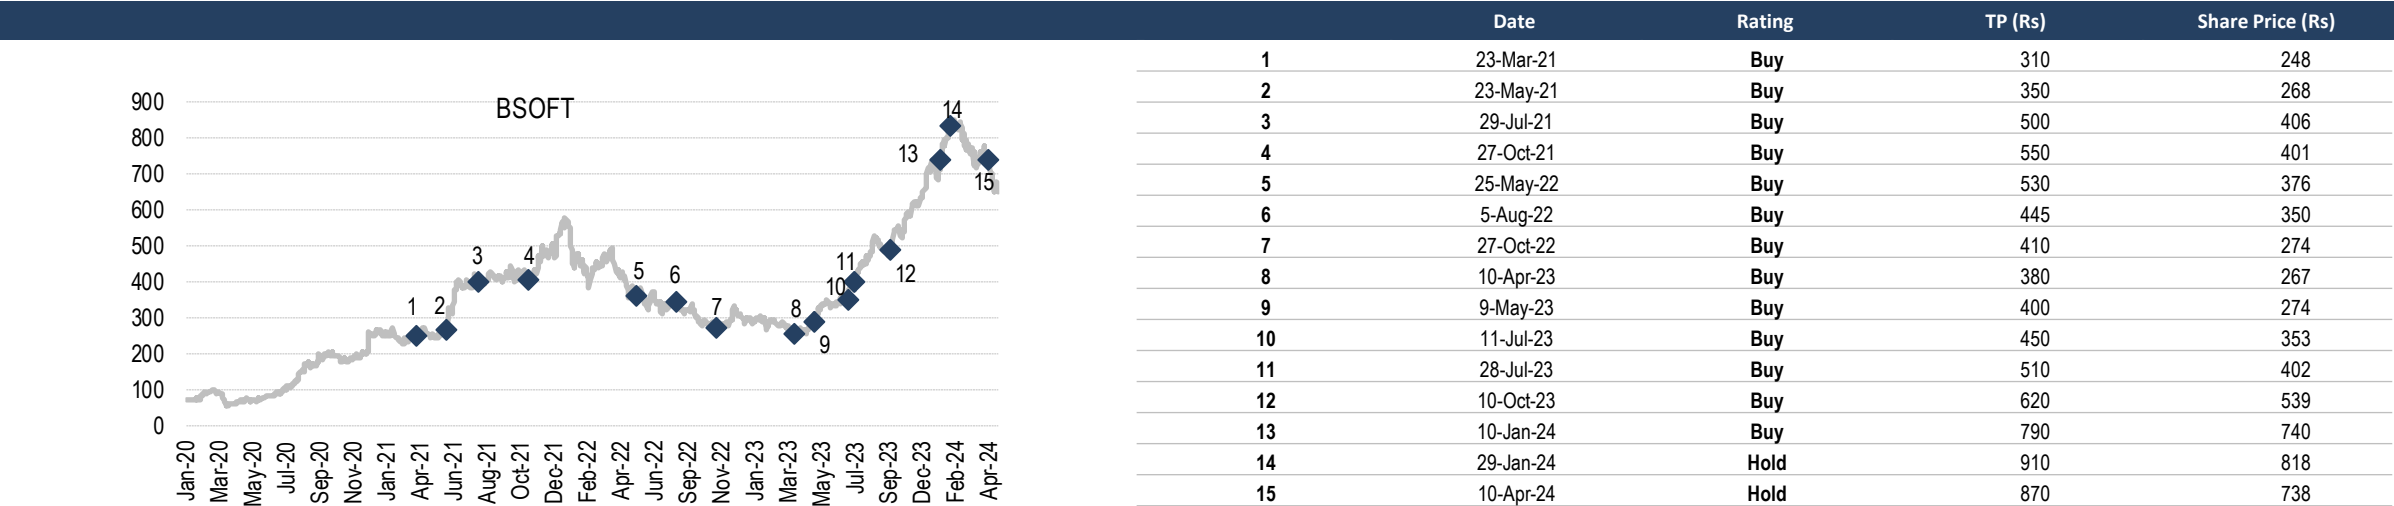 Date Rating TP (Rs) Share Price (Rs)
BSOFT
900
800
700
600
500
400
300
200
100
0
1
2
3
4
5
6
7
8
9
10
11
12
13
14
15
Jan-20 Mar-20 May-20 Jul-20 Sep-20 Nov-20 Jan-21 Apr-21 Jun-21 Aug-21 Oct-21 Dec-21 Feb-22 Apr-22 Jun-22 Sep-22 Nov-22 Jan-23 Mar-23 May-23 Jul-23 Sep-23 Dec-23 Feb-24 Apr-24
1 23-Mar-21 Buy 310 248
2 23-May-21 Buy 350 268
3 29-Jul-21 Buy 500 406
4 27-Oct-21 Buy 550 401
5 25-May-22 Buy 530 376
6 5-Aug-22 Buy 445 350
7 27-Oct-22 Buy 410 274
8 10-Apr-23 Buy 380 267
9 9-May-23 Buy 400 274
10 11-Jul-23 Buy 450 353
11 28-Jul-23 Buy 510 402
12 10-Oct-23 Buy 620 539
13 10-Jan-24 Buy 790 740
14 29-Jan-24 Hold 910 818
15 10-Apr-24 Hold 870 738